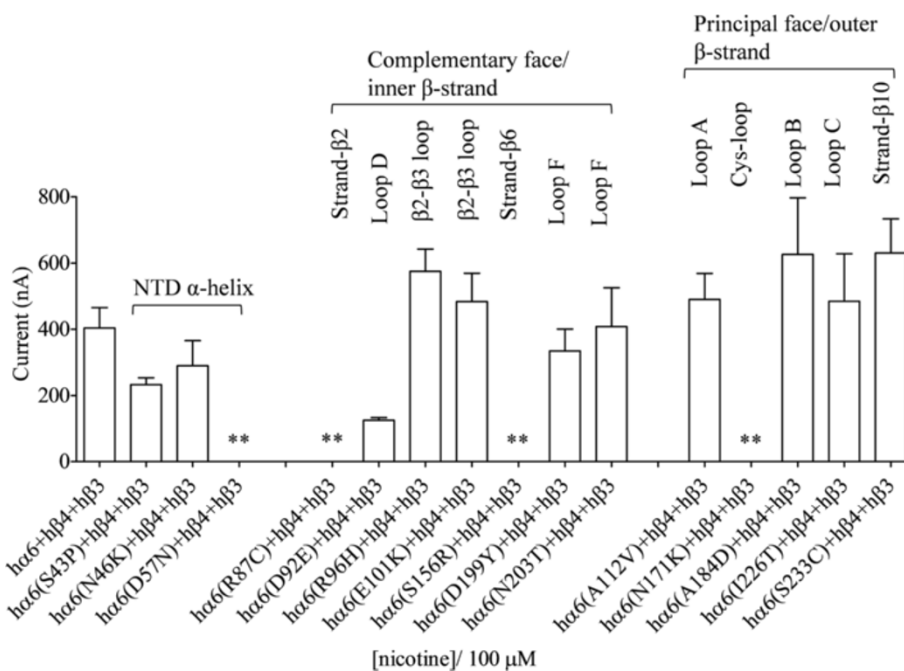 Principal face/outer
β-strand
Complementary face/
inner β-strand
Strand-β2
Loop D
β2-β3 loop
β2-β3 loop
Strand-β6
Loop F
Loop F
Loop A
Cys-loop
Loop B
Loop C
Strand-β10
NTD α-helix
Current (nA)
800
600
400
200
0
**
**
**
**
hα6+hβ4+hβ3
hα6(S43P)+hβ4+hβ3
hα6(N46K)+hβ4+hβ3
hα6(D57N)+hβ4+hβ3
hα6(R87C)+hβ4+hβ3
hα6(D92E)+hβ4+hβ3
hα6(R96H)+hβ4+hβ3
hα6(E101K)+hβ4+hβ3
hα6(S156R)+hβ4+hβ3
hα6(D199Y)+hβ4+hβ3
hα6(N203T)+hβ4+hβ3
hα6(A112V)+hβ4+hβ3
hα6(N171K)+hβ4+hβ3
hα6(A184D)+hβ4+hβ3
hα6(I226T)+hβ4+hβ3
hα6(S233C)+hβ4+hβ3
[nicotine]/ 100 μM